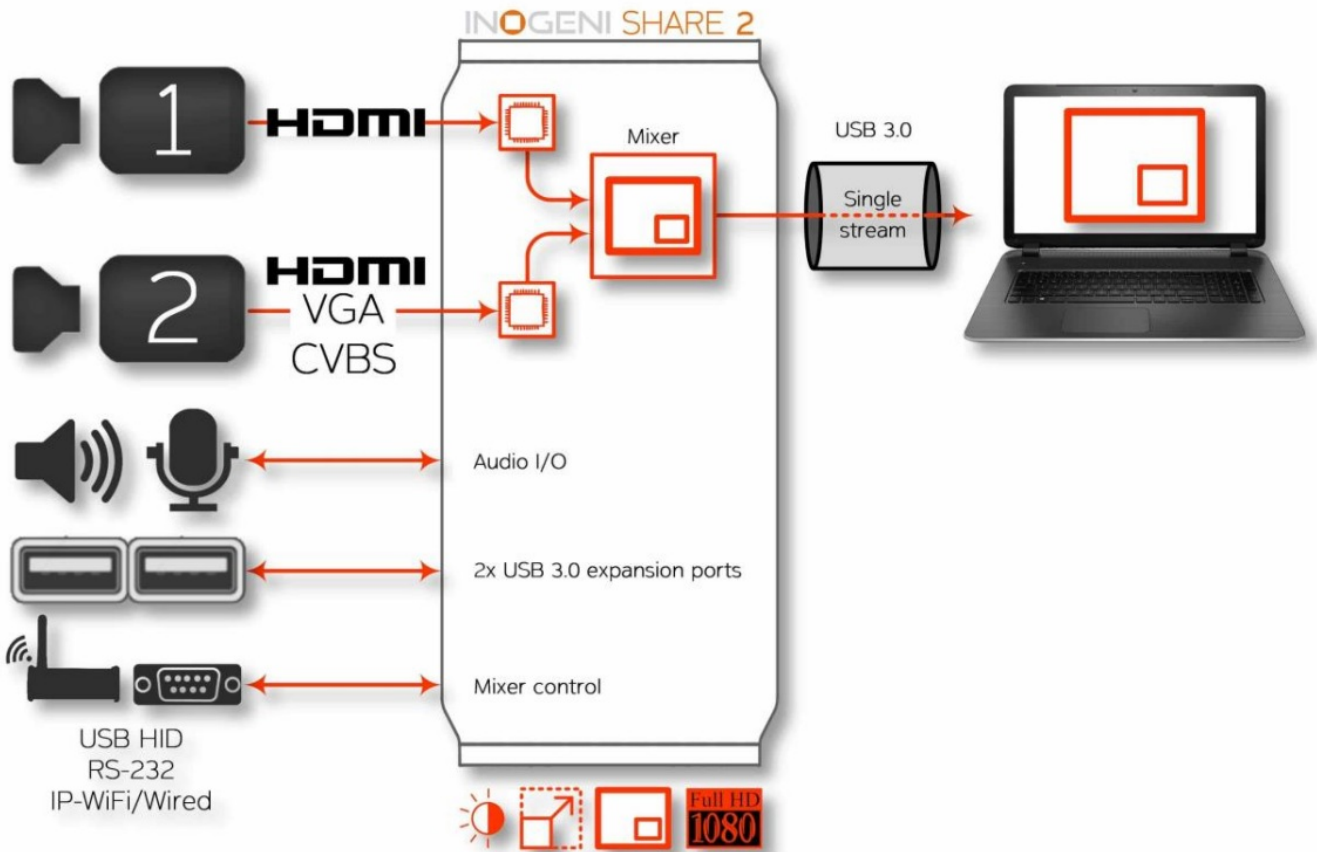 INOGENI SHARE 2
1
HDMI
Mixer
USB 3.0
Single
stream
2
HDMI
VGA
CVBS
Audio I/O
2x USB 3.0 expansion ports
Mixer control
USB HID
RS-232
IP-WiFi/Wired
Full HD
1080